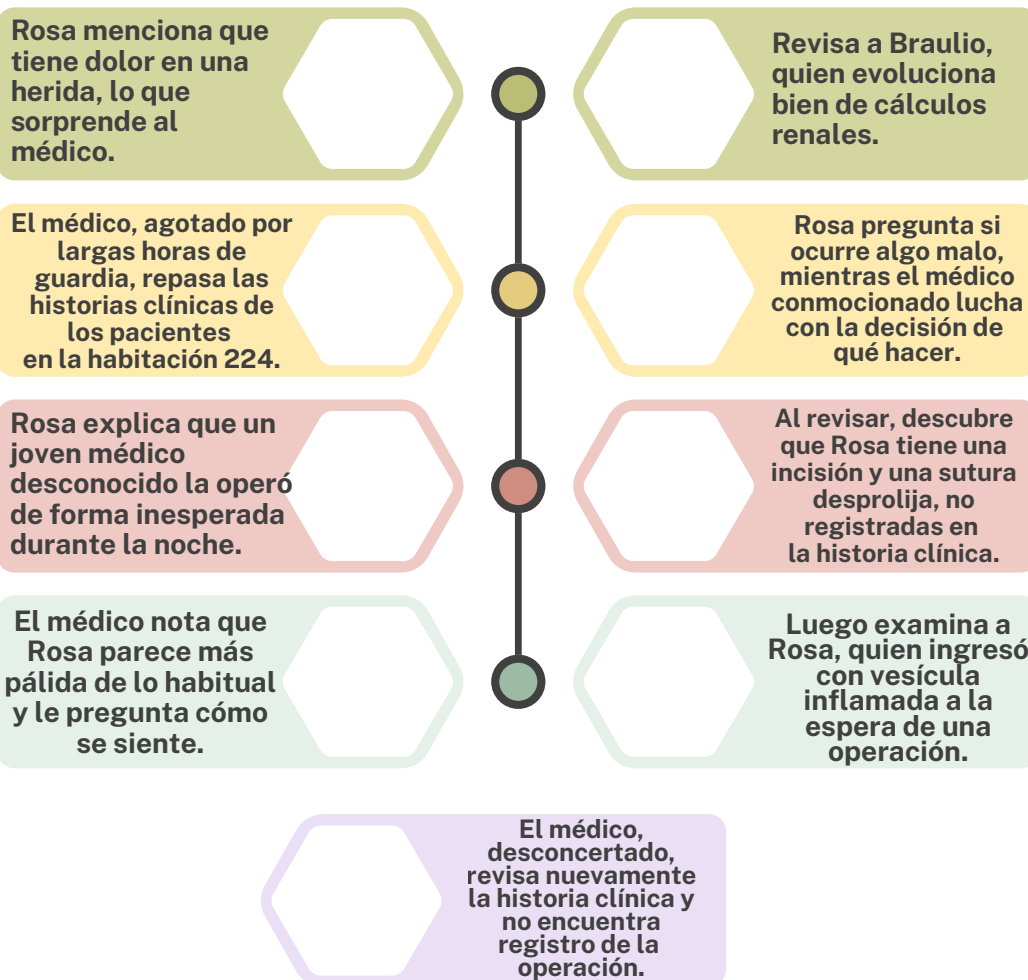 Rosa menciona que
tiene dolor en una
herida, lo que
sorprende al
médico.
Revisa a Braulio,
quien evoluciona
bien de cálculos
renales.
El médico, agotado por
largas horas de
guardia, repasa las
historias clínicas de
los pacientes
en la habitación 224.
Rosa pregunta si
ocurre algo malo,
mientras el médico
conmocionado lucha
con la decisión de
qué hacer.
Rosa explica que un
joven médico
desconocido la operó
de forma inesperada
durante la noche.
Al revisar, descubre
que Rosa tiene una
incisión y una sutura
desprolija, no
registradas en
la historia clínica.
El médico nota que
Rosa parece más
pálida de lo habitual
y le pregunta cómo
se siente.
Luego examina a
Rosa, quien ingresó
con vesícula
inflamada a la
espera de una
operación.
El médico,
desconcertado,
revisa nuevamente
la historia clínica y
no encuentra
registro de la
operación.